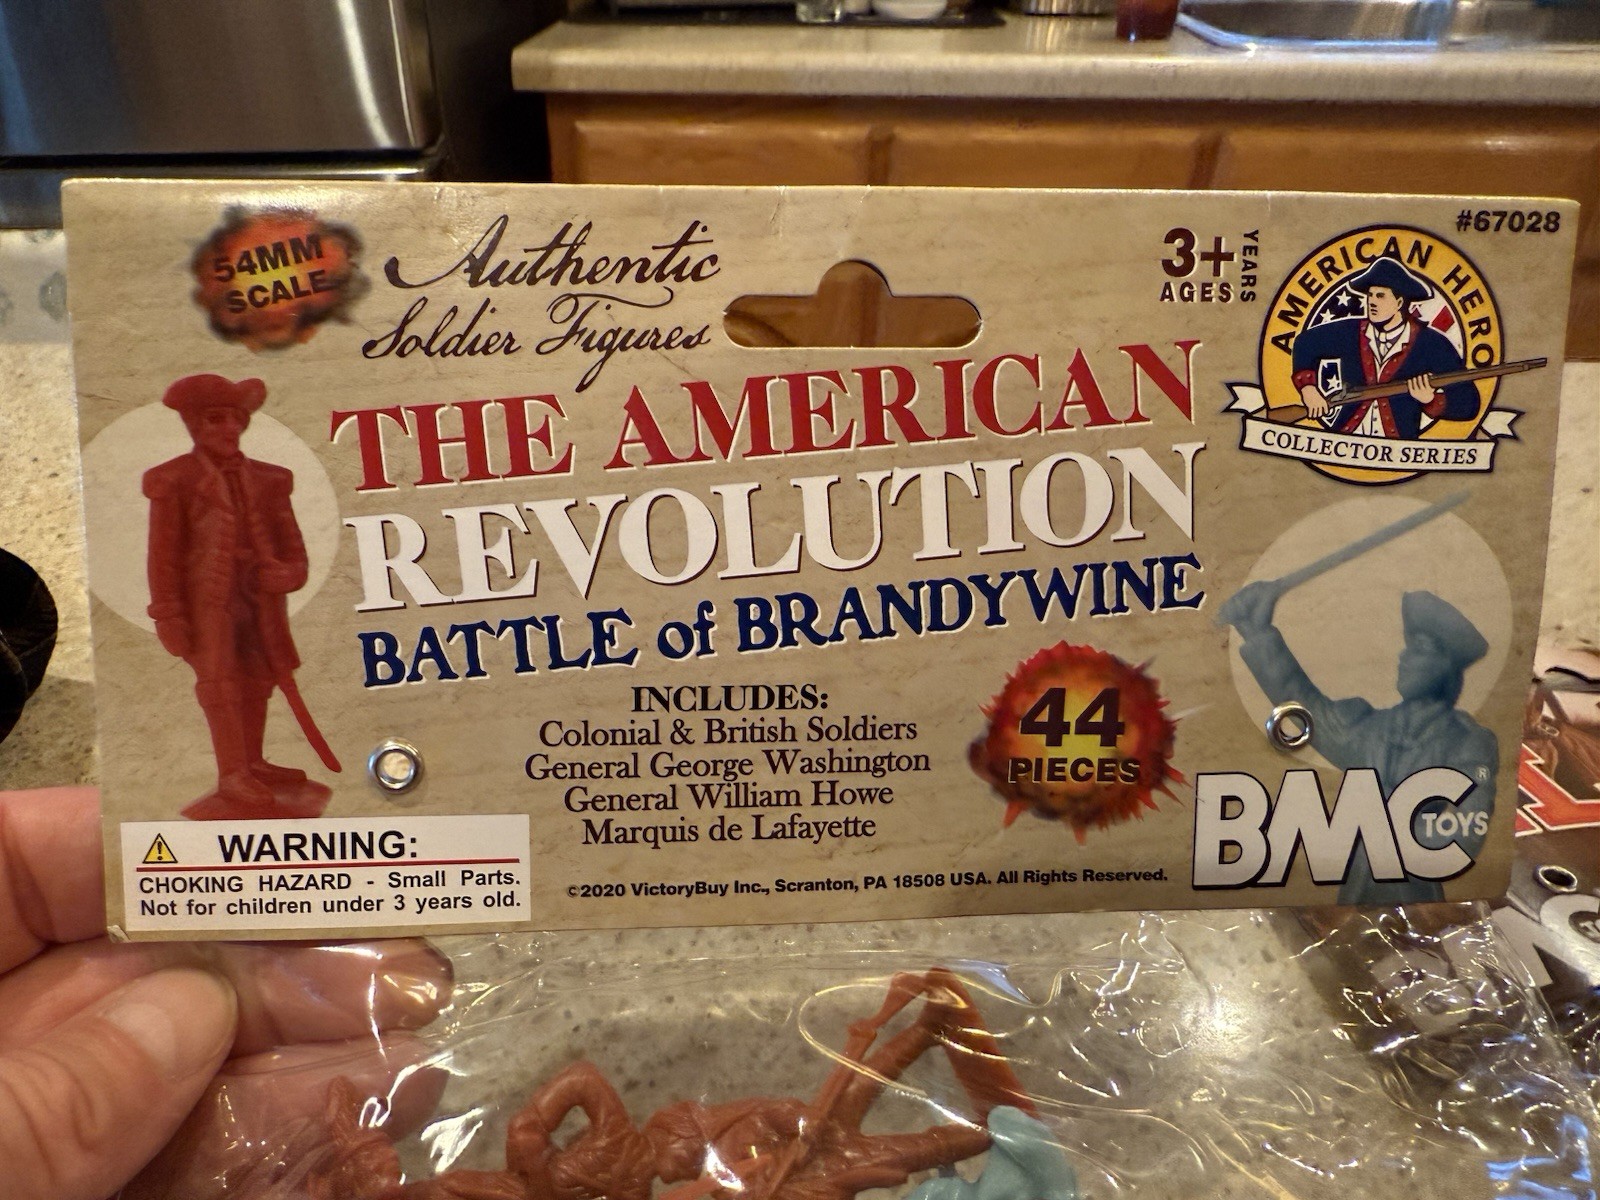 #67028
54MM
SCALE
Authentic
Soldier Figures
3+
AGES
YEARS
AMERICAN HERO
COLLECTOR SERIES
THE AMERICAN
REVOLUTION
BATTLE of BRANDYWINE
INCLUDES:
Colonial & British Soldiers
General George Washington
General William Howe
Marquis de Lafayette
44
PIECES
BMC TOYS®
⚠ WARNING:
CHOKING HAZARD - Small Parts.
Not for children under 3 years old.
©2020 VictoryBuy Inc., Scranton, PA 18508 USA. All Rights Reserved.